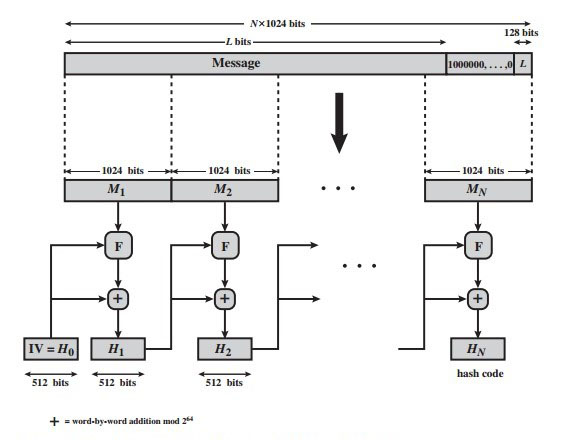 N×1024 bits
L bits
128 bits
Message
1000000, . . . ,0
L
1024 bits
1024 bits
1024 bits
M1
M2
. . .
MN
F
F
F
. . .
+
+
+
IV = H0
H1
H2
HN
512 bits
512 bits
512 bits
hash code
+ = word-by-word addition mod 2^64